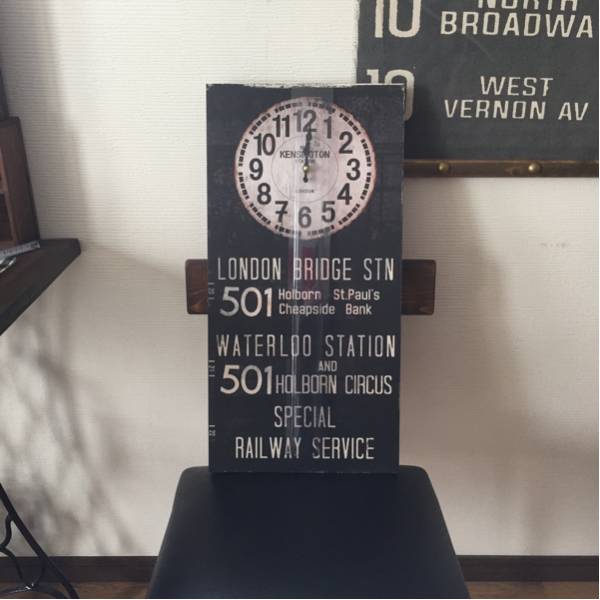 10 NORTH
BROADWA
10 WEST
VERNON AV
11 12 1
10 2
9 3
8 4
7 6 5
KENSINGTON
LONDON
LONDON BRIDGE STN
501 Holborn St.Paul's
Cheapside Bank
WATERLOO STATION
AND
501 HOLBORN CIRCUS
SPECIAL
RAILWAY SERVICE